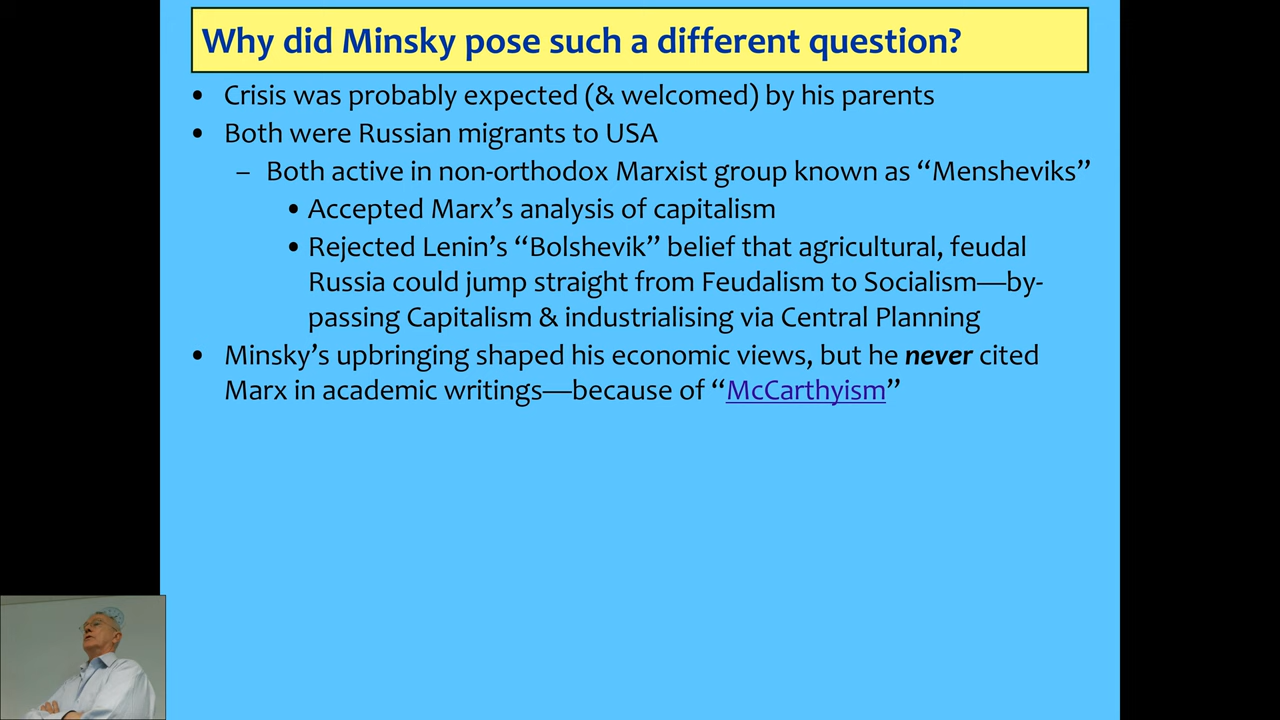 Why did Minsky pose such a different question?
• Crisis was probably expected (& welcomed) by his parents
• Both were Russian migrants to USA
– Both active in non-orthodox Marxist group known as “Mensheviks”
• Accepted Marx’s analysis of capitalism
• Rejected Lenin’s “Bolshevik” belief that agricultural, feudal
Russia could jump straight from Feudalism to Socialism—by-
passing Capitalism & industrialising via Central Planning
• Minsky’s upbringing shaped his economic views, but he never cited
Marx in academic writings—because of “McCarthyism”